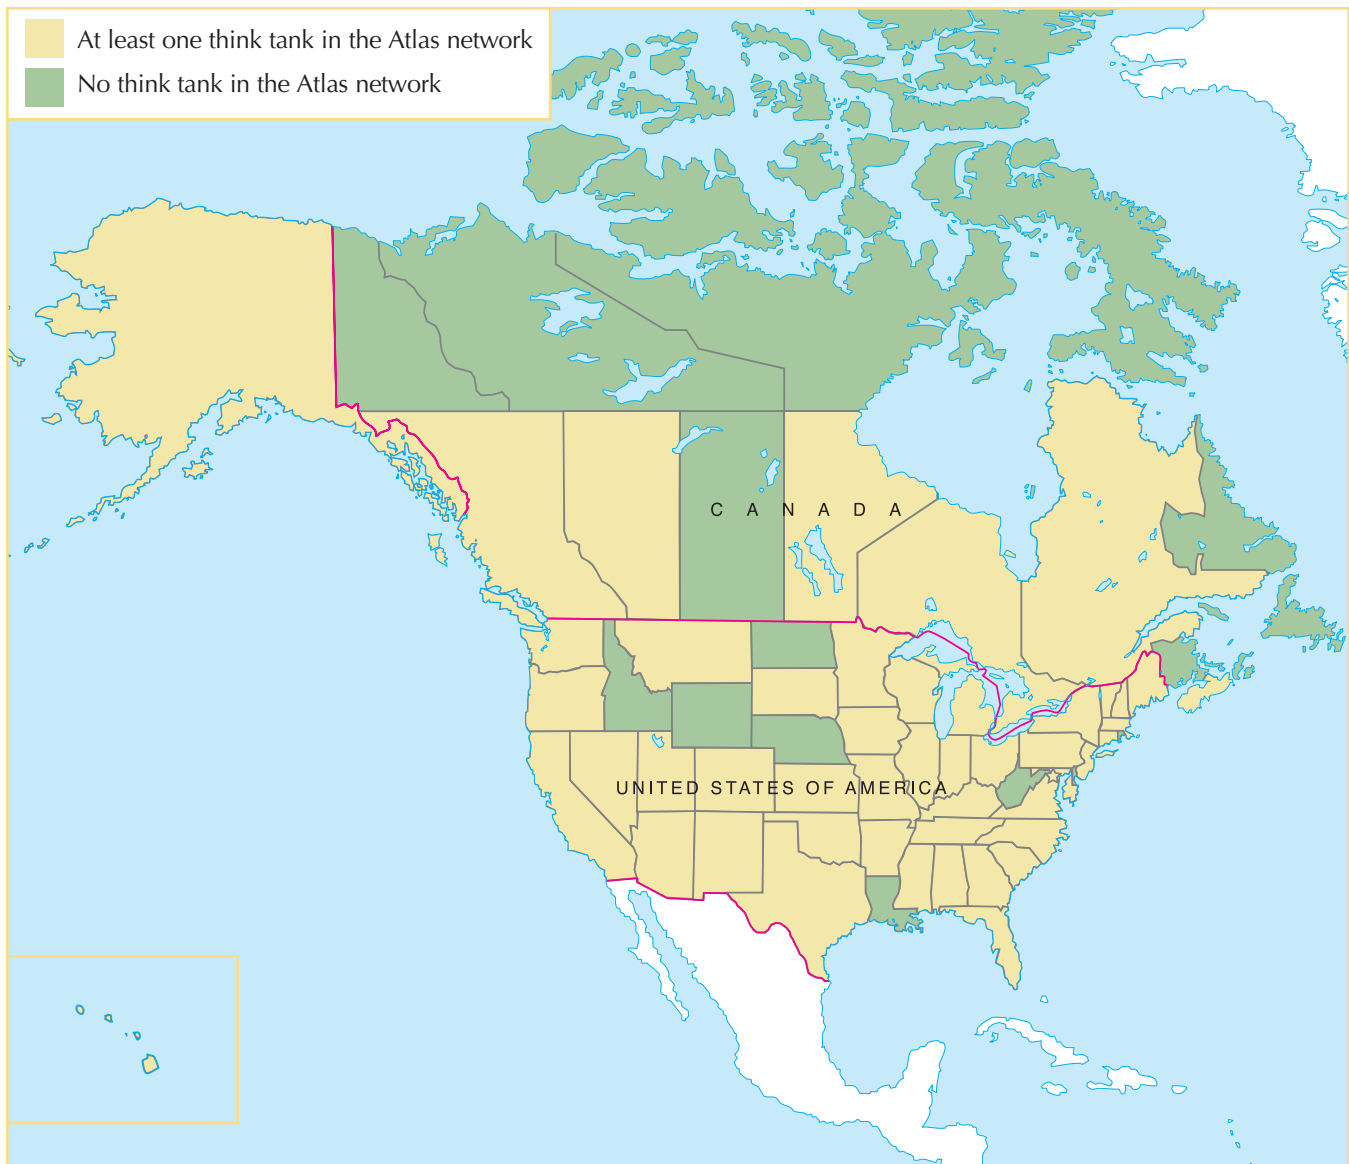 At least one think tank in the Atlas network
No think tank in the Atlas network
CANADA
UNITED STATES OF AMERICA